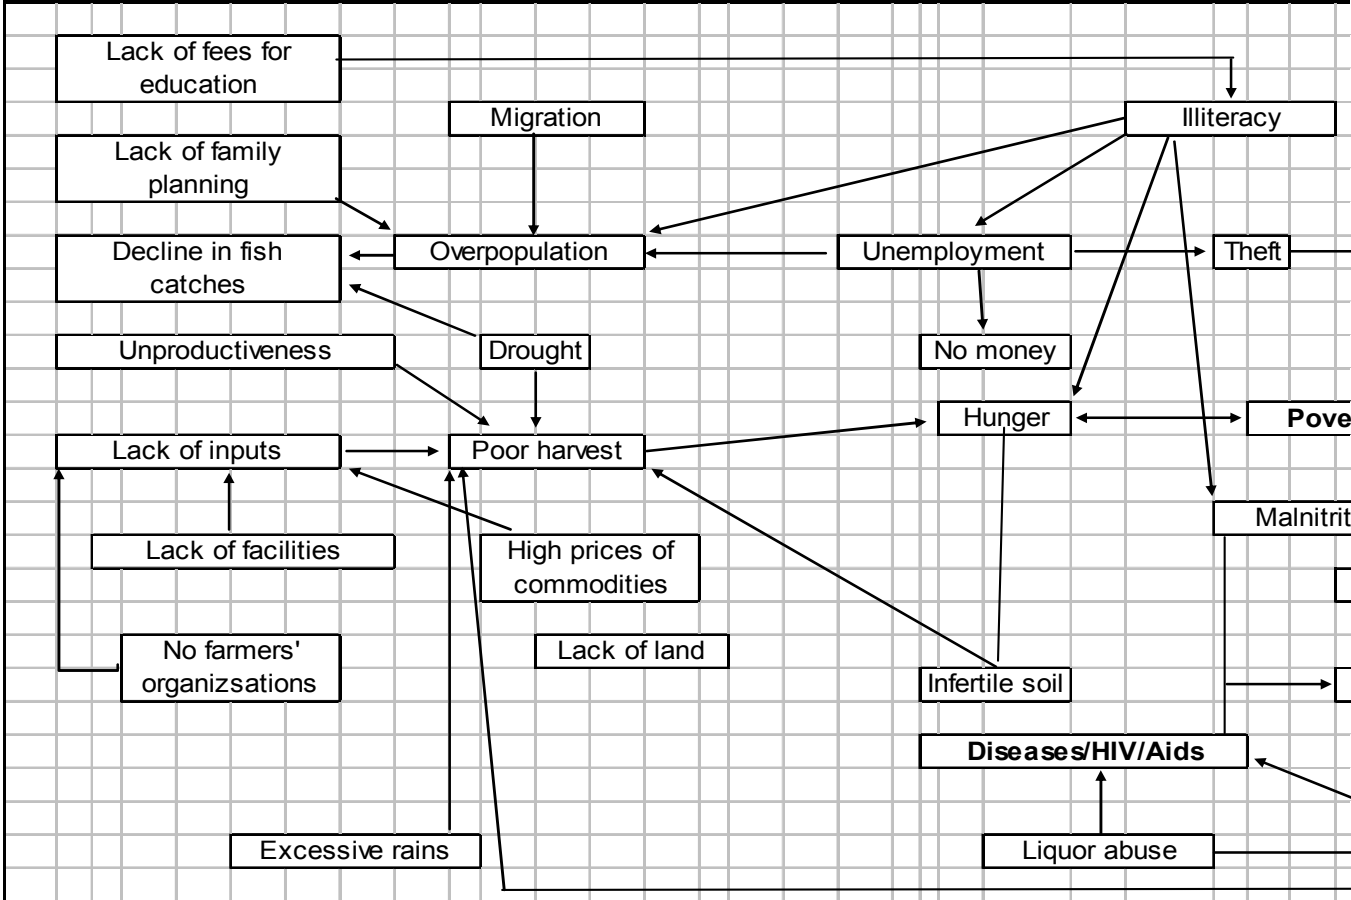 Lack of fees for
education
Migration
Illiteracy
Lack of family
planning
Decline in fish
catches
Overpopulation
Unemployment
Theft
Unproductiveness
Drought
No money
Hunger
Pove
Lack of inputs
Poor harvest
Malnitrit
Lack of facilities
High prices of
commodities
No farmers'
organizsations
Lack of land
Infertile soil
Diseases/HIV/Aids
Excessive rains
Liquor abuse